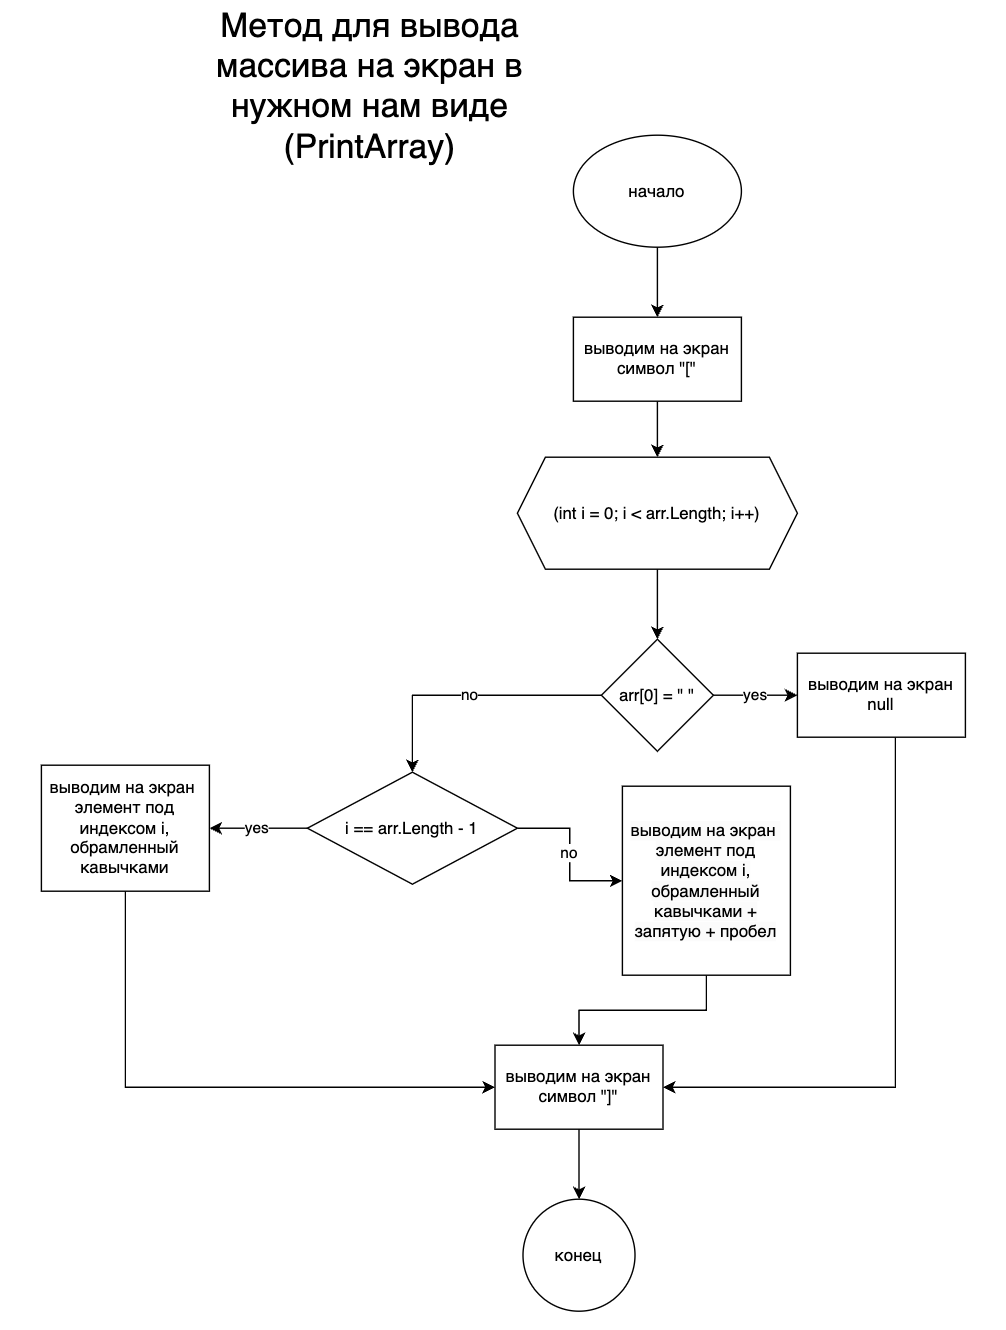 Метод для вывода
массива на экран в
нужном нам виде
(PrintArray)
начало
выводим на экран
символ "["
(int i = 0; i < arr.Length; i++)
arr[0] = " "
no
yes
выводим на экран
null
i == arr.Length - 1
yes
no
выводим на экран
элемент под
индексом i,
обрамленный
кавычками
выводим на экран
элемент под
индексом i,
обрамленный
кавычками +
запятую + пробел
выводим на экран
символ "]"
конец